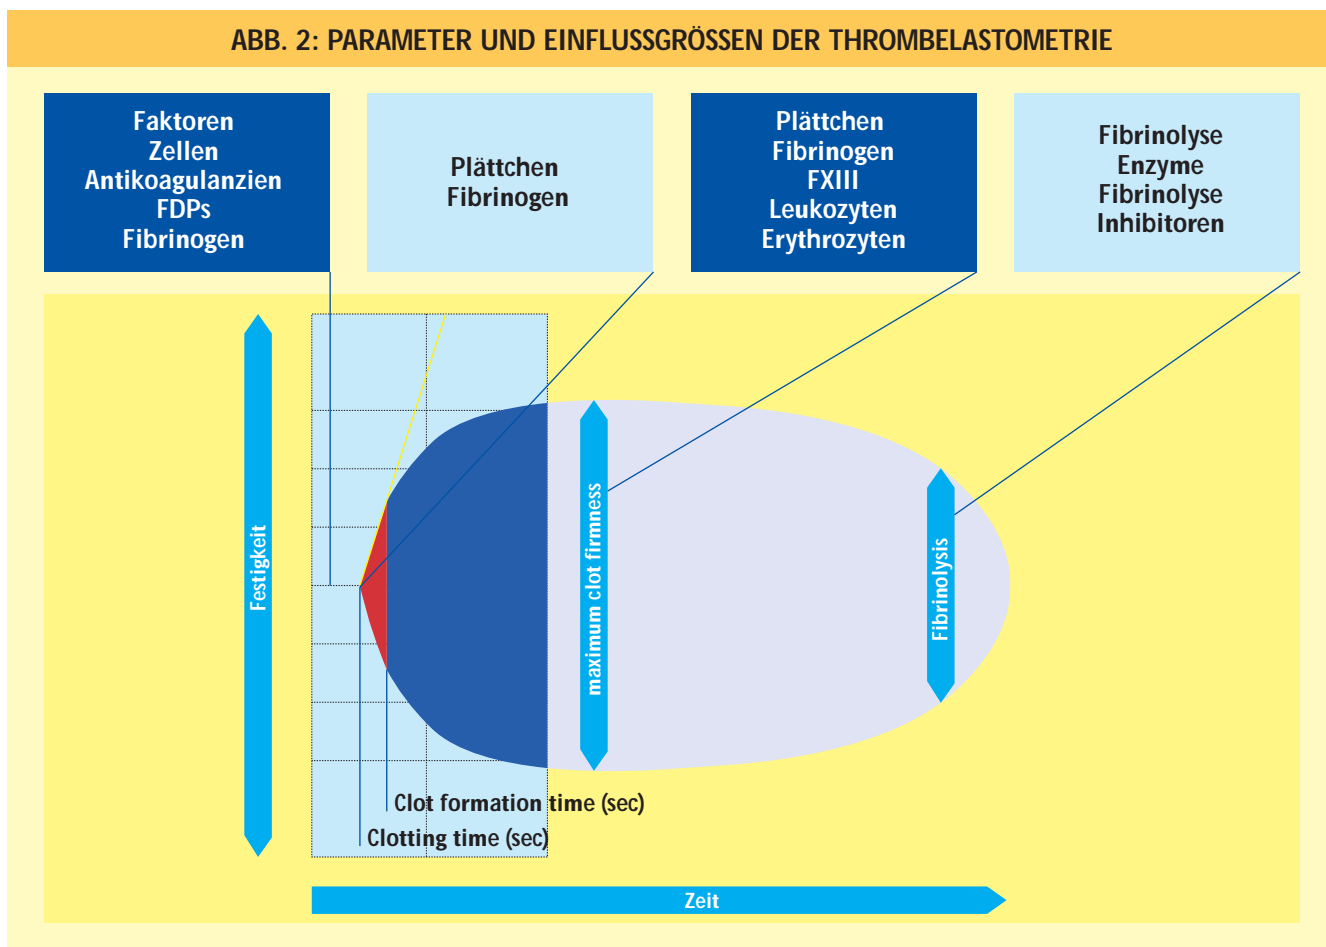 ABB. 2: PARAMETER UND EINFLUSSGRÖSSEN DER THROMBELASTOMETRIE
Faktoren
Zellen
Antikoagulanzien
FDPs
Fibrinogen
Plättchen
Fibrinogen
Plättchen
Fibrinogen
FXIII
Leukozyten
Erythrozyten
Fibrinolyse
Enzyme
Fibrinolyse
Inhibitoren
Festigkeit
maximum clot firmness
Fibrinolysis
Clot formation time (sec)
Clotting time (sec)
Zeit